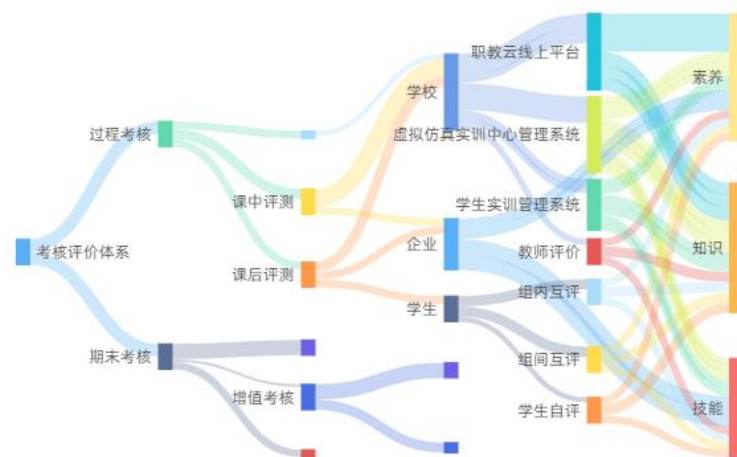 考核评价体系
过程考核
期末考核
课中评测
课后评测
增值考核
学校
企业
学生
职教云线上平台
虚拟仿真实训中心管理系统
学生实训管理系统
教师评价
组内互评
组间互评
学生自评
素养
知识
技能